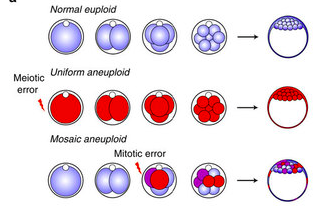 a
Normal euploid
Uniform aneuploid
Meiotic
error
Mosaic aneuploid
Mitotic error